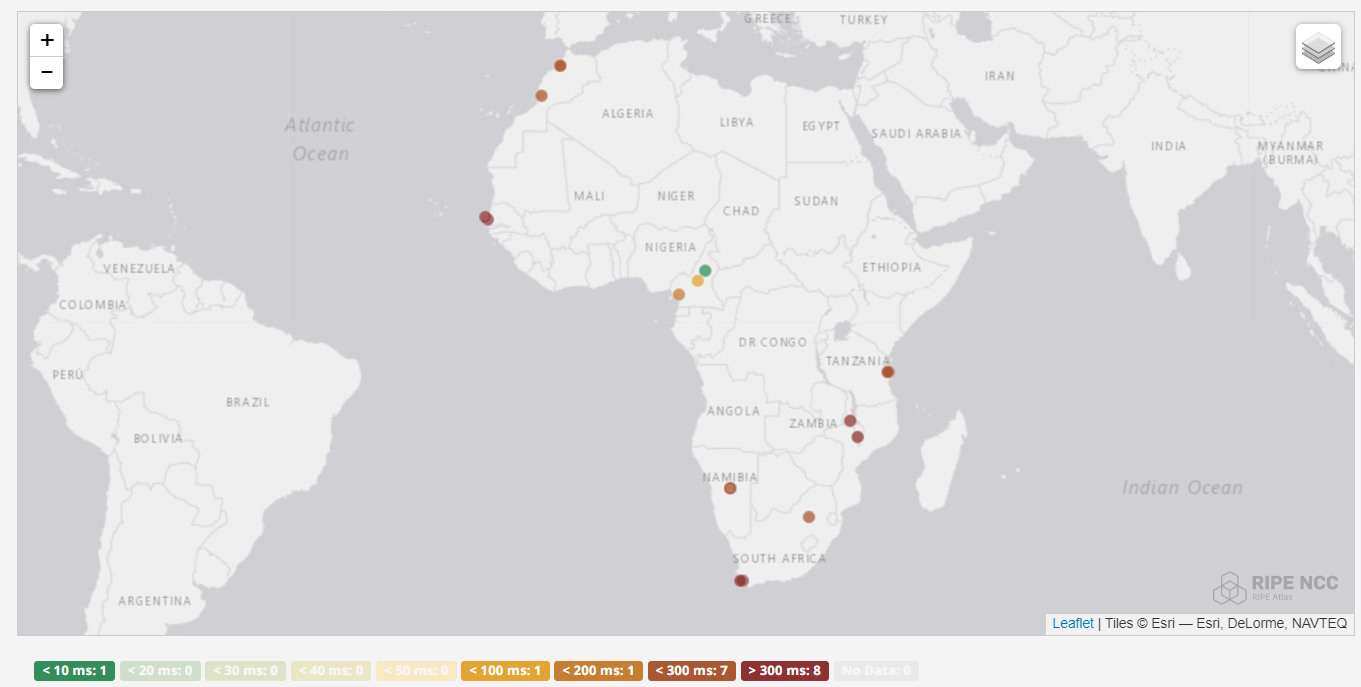 +
−
GREECE
TURKEY
IRAN
Atlantic
Ocean
ALGERIA
LIBYA
EGYPT
SAUDI ARABIA
INDIA
MYANMAR
(BURMA)
MALI
NIGER
CHAD
SUDAN
NIGERIA
ETHIOPIA
VENEZUELA
COLOMBIA
DR CONGO
TANZANIA
PERÚ
BRAZIL
ANGOLA
ZAMBIA
BOLIVIA
NAMIBIA
Indian Ocean
SOUTH AFRICA
ARGENTINA
RIPE NCC
RIPE Atlas
Leaflet | Tiles © Esri — Esri, DeLorme, NAVTEQ
< 10 ms: 1 < 20 ms: 0 < 30 ms: 0 < 40 ms: 0 < 50 ms: 0 < 100 ms: 1 < 200 ms: 1 < 300 ms: 7 > 300 ms: 8 No Data: 0